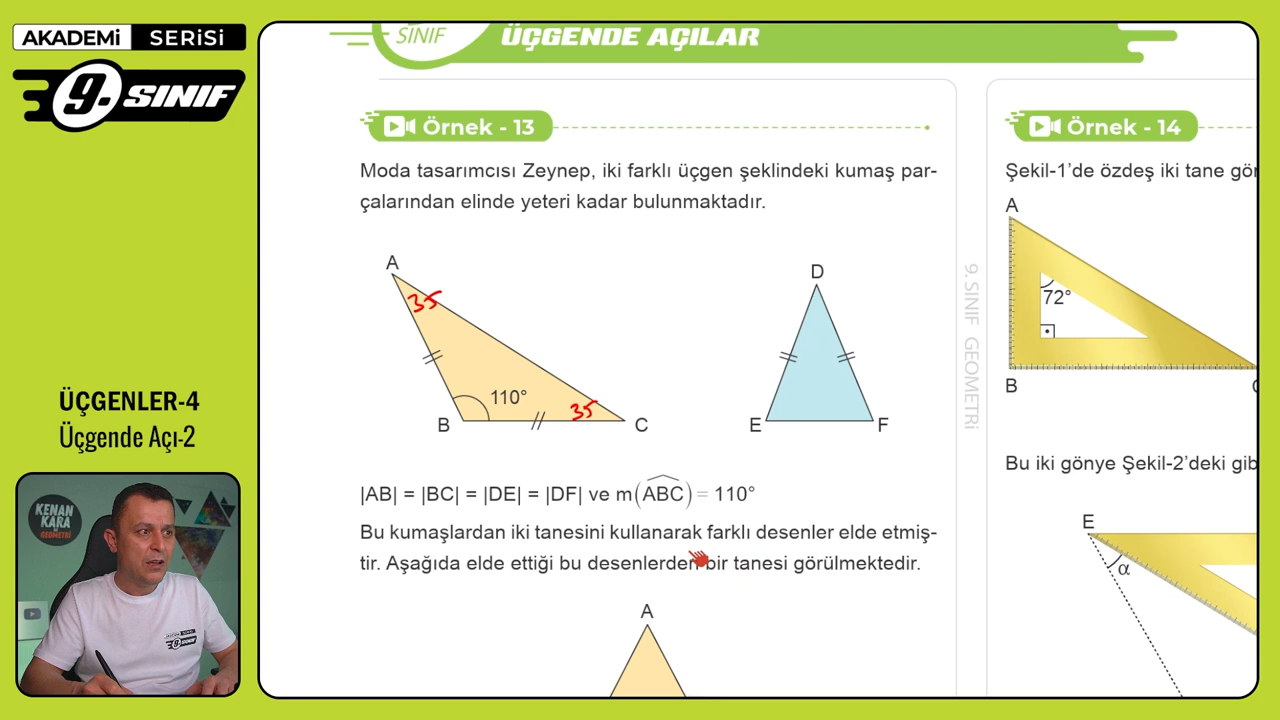 AKADEMİ SERİSİ
9. SINIF
ÜÇGENLER-4
Üçgende Açı-2
KENAN
KARA
GEOMETRİ
9.SINIF
SINIF
ÜÇGENDE AÇILAR
Örnek - 13
Moda tasarımcısı Zeynep, iki farklı üçgen şeklindeki kumaş par-
çalarından elinde yeteri kadar bulunmaktadır.
A
35
110°
35
B
C
D
E
F
|AB| = |BC| = |DE| = |DF| ve m(ABC) = 110°
Bu kumaşlardan iki tanesini kullanarak farklı desenler elde etmiş-
tir. Aşağıda elde ettiği bu desenlerden bir tanesi görülmektedir.
A
9. SINIF GEOMETRİ
Örnek - 14
Şekil-1’de özdeş iki tane gön
A
72°
B
C
Bu iki gönye Şekil-2’deki gib
E
α